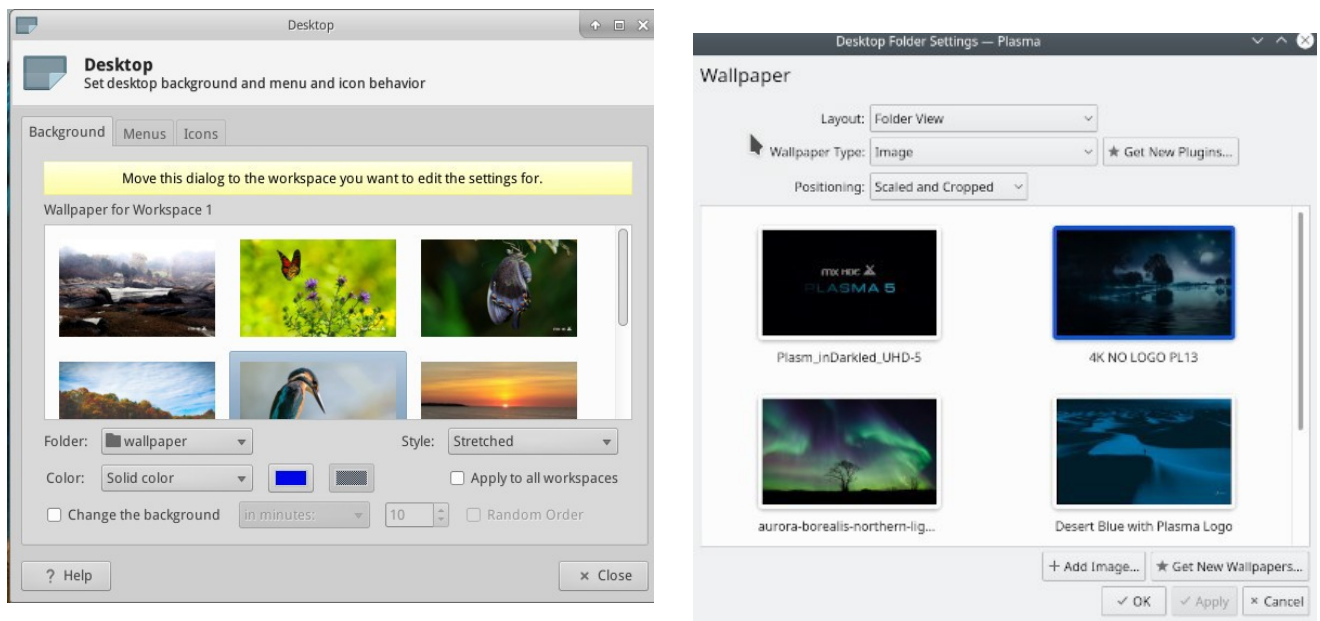 Desktop
Desktop
Set desktop background and menu and icon behavior
Background Menus Icons
Move this dialog to the workspace you want to edit the settings for.
Wallpaper for Workspace 1
Folder: wallpaper Style: Stretched
Color: Solid color Apply to all workspaces
Change the background in minutes: 10 Random Order
? Help × Close
Desktop Folder Settings — Plasma
Wallpaper
Layout: Folder View
Wallpaper Type: Image ★ Get New Plugins...
Positioning: Scaled and Cropped
MX KDE
PLASMA 5
Plasm_inDarkled_UHD-5 4K NO LOGO PL13
aurora-borealis-northern-lig... Desert Blue with Plasma Logo
+ Add Image... ★ Get New Wallpapers...
✓ OK ✓ Apply × Cancel